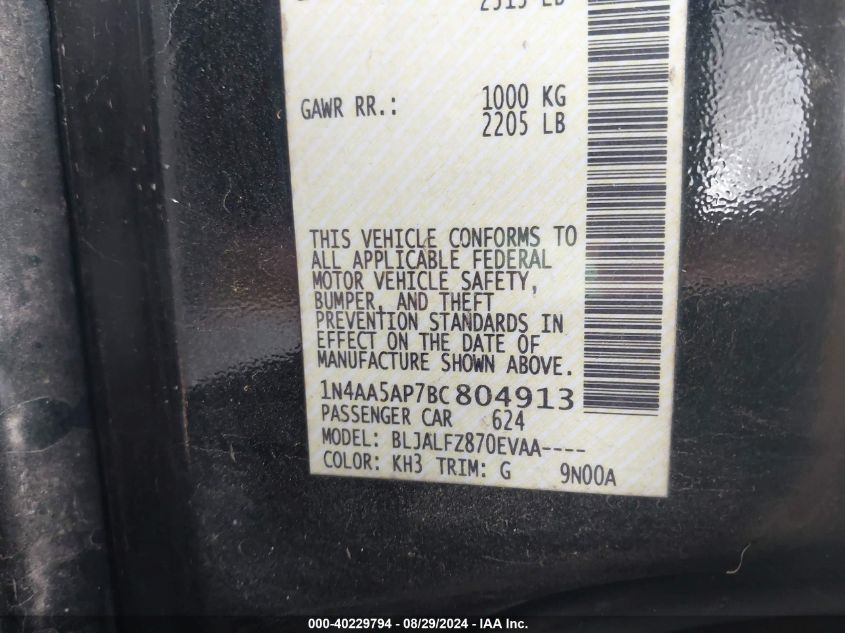 GAWR RR.: 1000 KG
2205 LB
THIS VEHICLE CONFORMS TO
ALL APPLICABLE FEDERAL
MOTOR VEHICLE SAFETY,
BUMPER, AND THEFT
PREVENTION STANDARDS IN
EFFECT ON THE DATE OF
MANUFACTURE SHOWN ABOVE.
1N4AA5AP7BC804913
PASSENGER CAR 624
MODEL: BLJALFZ870EVAA----
COLOR: KH3 TRIM: G 9N00A
000-40229794 - 08/29/2024 - IAA Inc.